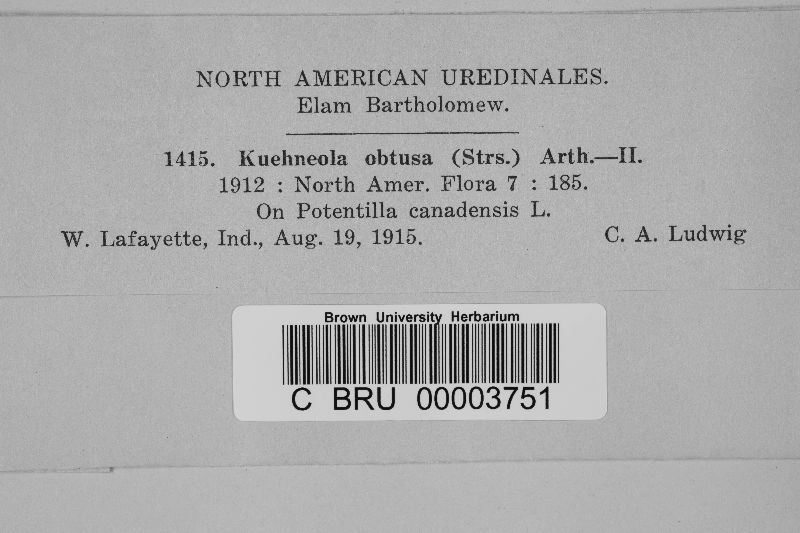 NORTH AMERICAN UREDINALES.
Elam Bartholomew.
1415. Kuehneola obtusa (Strs.) Arth.—II.
1912 : North Amer. Flora 7 : 185.
On Potentilla canadensis L.
W. Lafayette, Ind., Aug. 19, 1915. C. A. Ludwig
Brown University Herbarium
C BRU 00003751